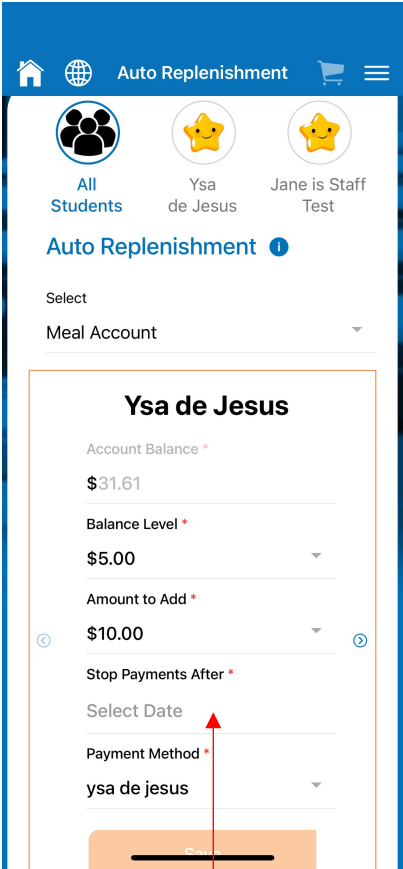 Auto Replenishment
All
Students
Ysa
de Jesus
Jane is Staff
Test
Auto Replenishment i
Select
Meal Account
Ysa de Jesus
Account Balance *
$31.61
Balance Level *
$5.00
Amount to Add *
$10.00
Stop Payments After *
Select Date
Payment Method *
ysa de jesus
Save